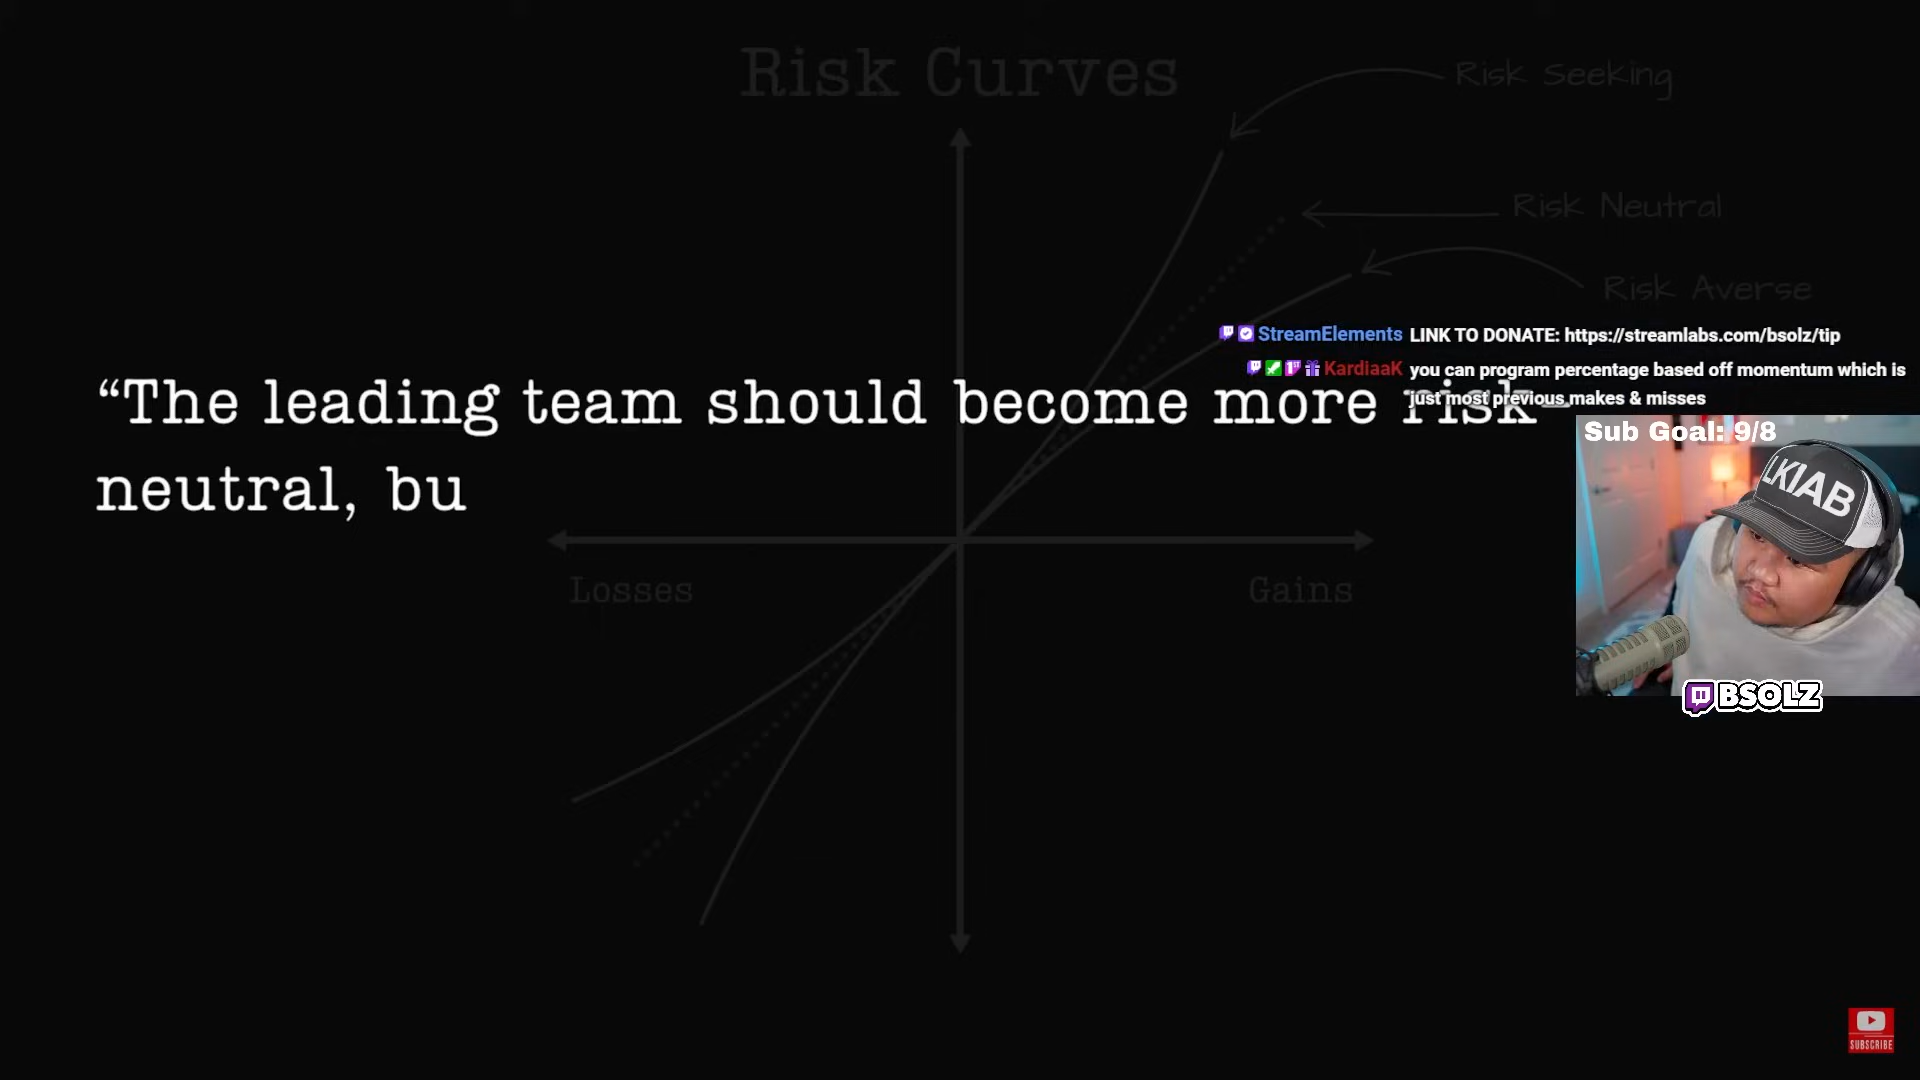 Risk Curves
Risk Seeking
Risk Neutral
Risk Averse
StreamElements LINK TO DONATE: https://streamlabs.com/bsolz/tip
KardiaaK you can program percentage based off momentum which is
just most previous makes & misses
“The leading team should become more risk-
neutral, bu
Sub Goal: 9/8
LKIAB
Losses
Gains
BSOLZ
SUBSCRIBE